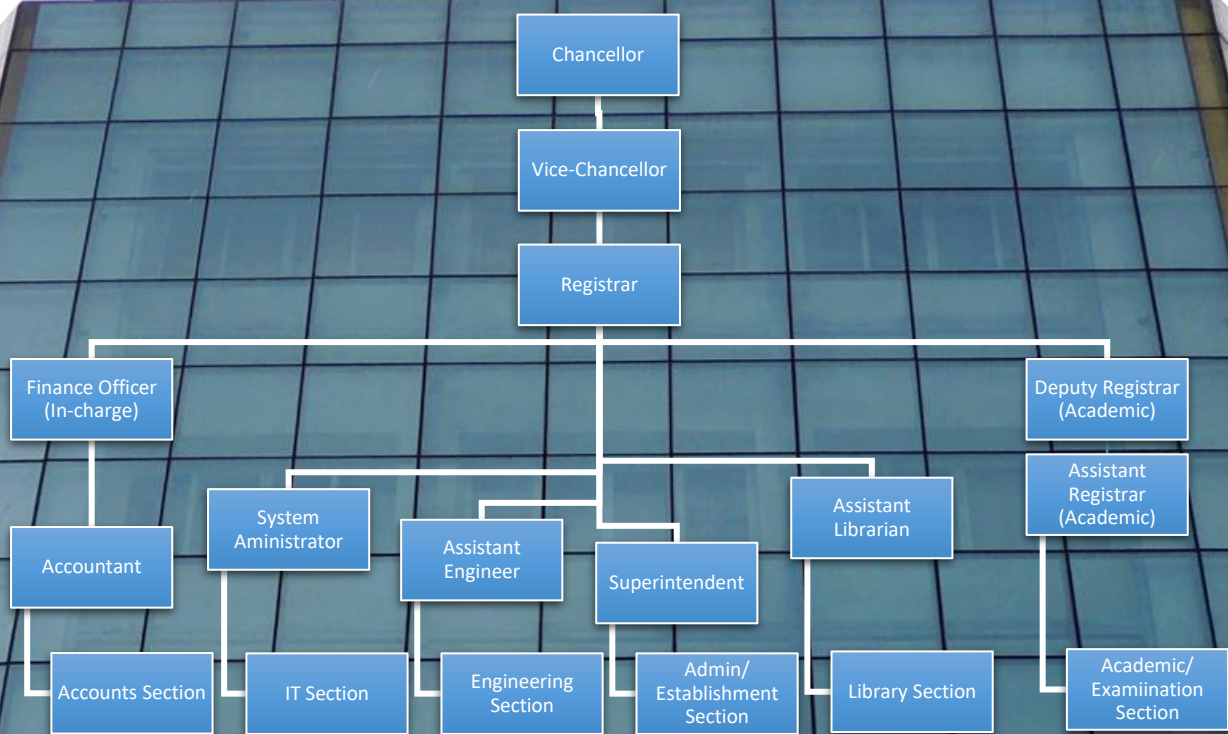 Chancellor
Vice-Chancellor
Registrar
Finance Officer
(In-charge)
Deputy Registrar
(Academic)
Assistant
Registrar
(Academic)
System
Aministrator
Assistant
Librarian
Accountant
Assistant
Engineer
Superintendent
Accounts Section
IT Section
Engineering
Section
Admin/
Establishment
Section
Library Section
Academic/
Examiination
Section